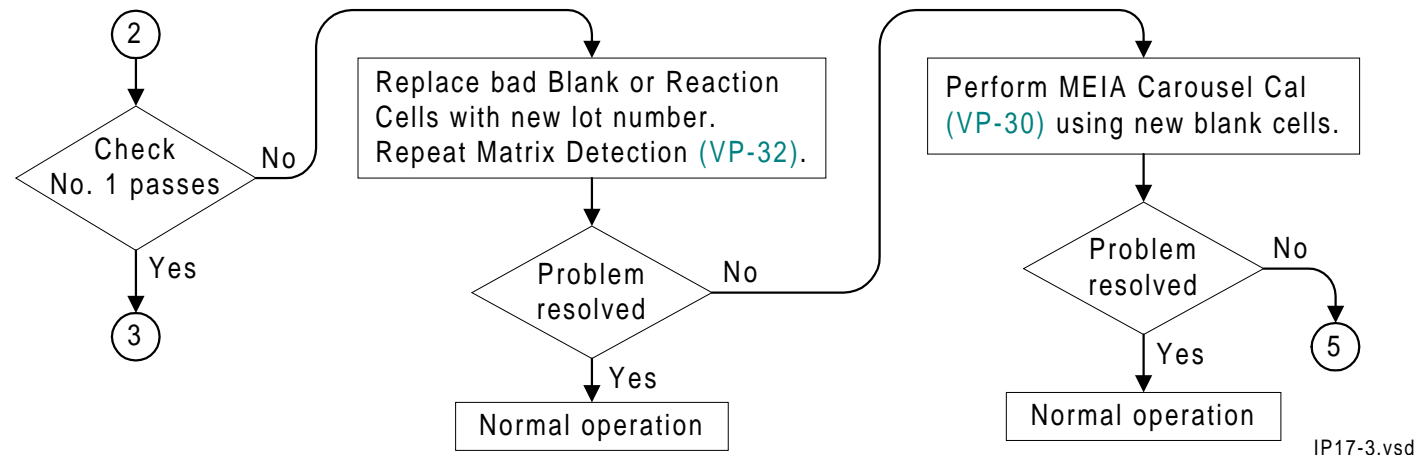 2
Check
No. 1 passes
No
Yes
3
Replace bad Blank or Reaction
Cells with new lot number.
Repeat Matrix Detection (VP-32).
Problem
resolved
No
Yes
Normal operation
Perform MEIA Carousel Cal
(VP-30) using new blank cells.
Problem
resolved
No
Yes
5
Normal operation
IP17-3.vsd